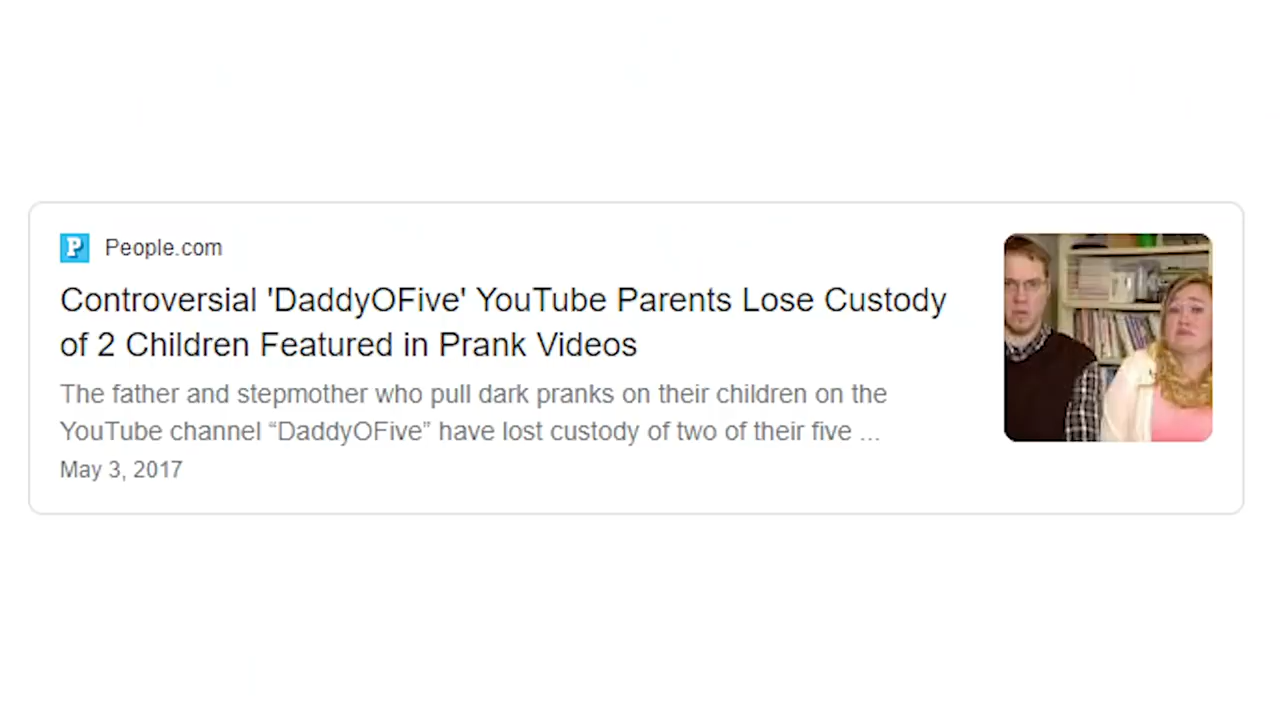 P People.com
Controversial 'DaddyOFive' YouTube Parents Lose Custody
of 2 Children Featured in Prank Videos
The father and stepmother who pull dark pranks on their children on the
YouTube channel “DaddyOFive” have lost custody of two of their five ...
May 3, 2017